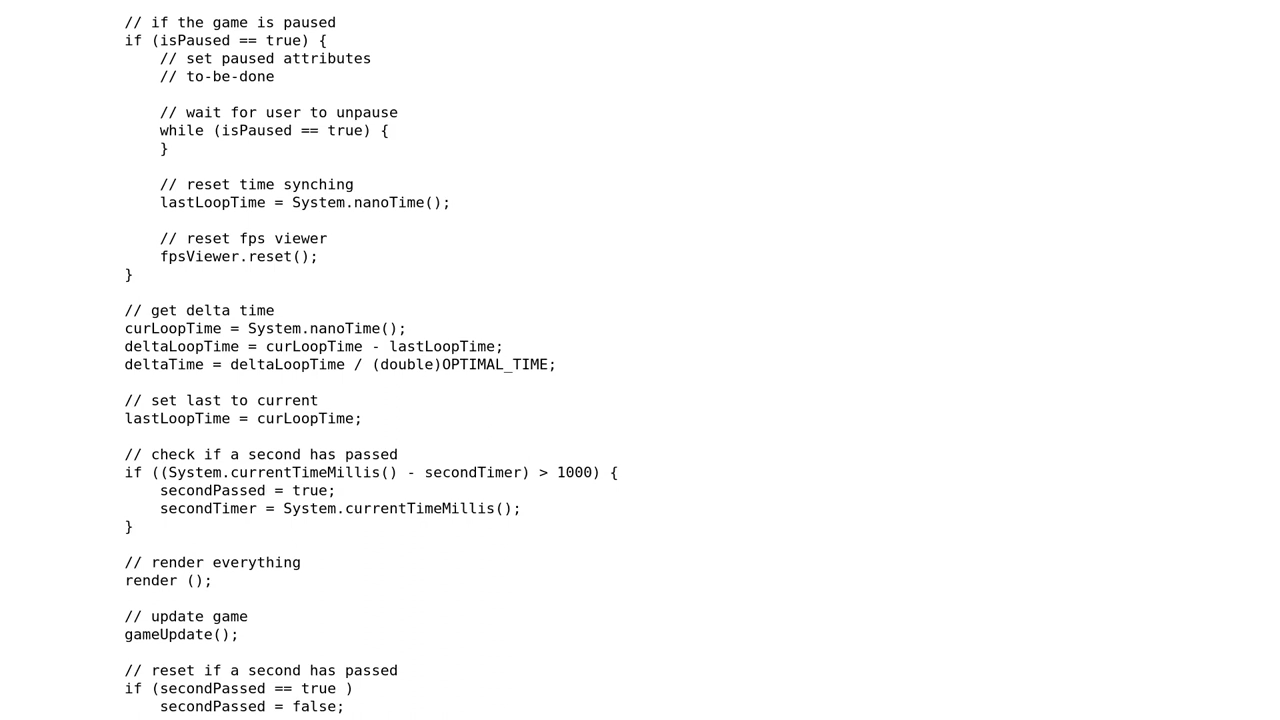 // if the game is paused
if (isPaused == true) {
    // set paused attributes
    // to-be-done

    // wait for user to unpause
    while (isPaused == true) {
    }

    // reset time synching
    lastLoopTime = System.nanoTime();

    // reset fps viewer
    fpsViewer.reset();
}

// get delta time
curLoopTime = System.nanoTime();
deltaLoopTime = curLoopTime - lastLoopTime;
deltaTime = deltaLoopTime / (double)OPTIMAL_TIME;

// set last to current
lastLoopTime = curLoopTime;

// check if a second has passed
if ((System.currentTimeMillis() - secondTimer) > 1000) {
    secondPassed = true;
    secondTimer = System.currentTimeMillis();
}

// render everything
render ();

// update game
gameUpdate();

// reset if a second has passed
if (secondPassed == true )
    secondPassed = false;